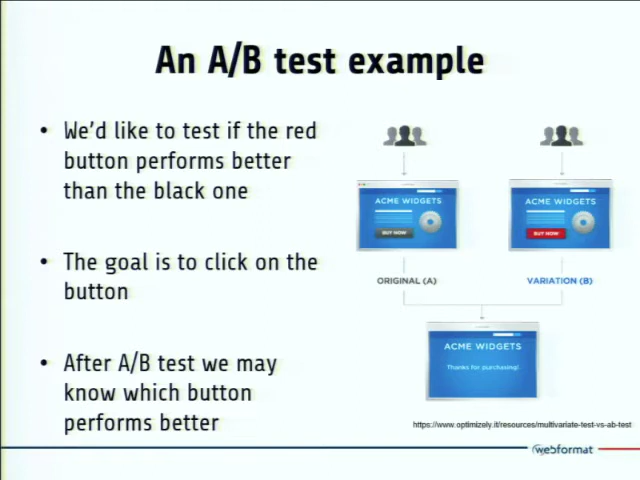 An A/B test example
• We'd like to test if the red
button performs better
than the black one
• The goal is to click on the
button
• After A/B test we may
know which button
performs better
ACME WIDGETS
BUY NOW
ACME WIDGETS
BUY NOW
ORIGINAL (A)
VARIATION (B)
ACME WIDGETS
Thanks for purchasing!
https://www.optimizely.it/resources/multivariate-test-vs-ab-test
webformat